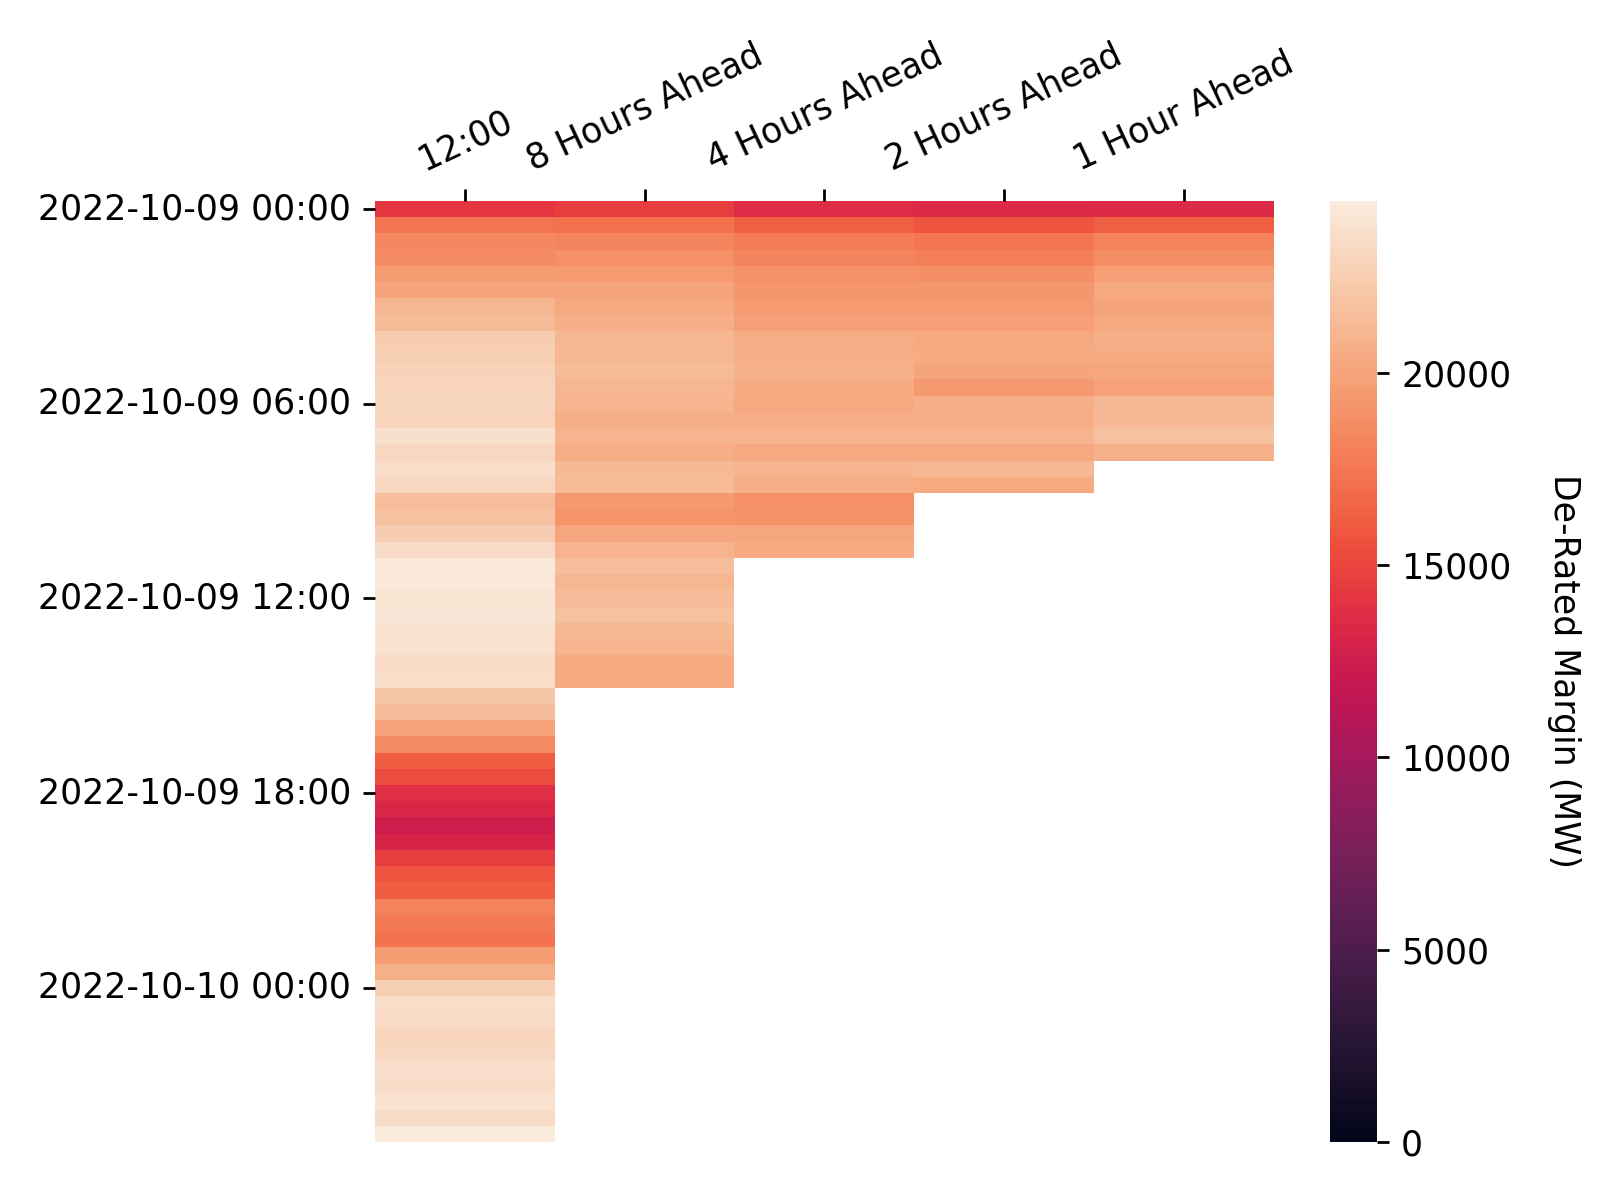 12:00
8 Hours Ahead
4 Hours Ahead
2 Hours Ahead
1 Hour Ahead
2022-10-09 00:00
2022-10-09 06:00
2022-10-09 12:00
2022-10-09 18:00
2022-10-10 00:00
20000
15000
10000
5000
0
De-Rated Margin (MW)